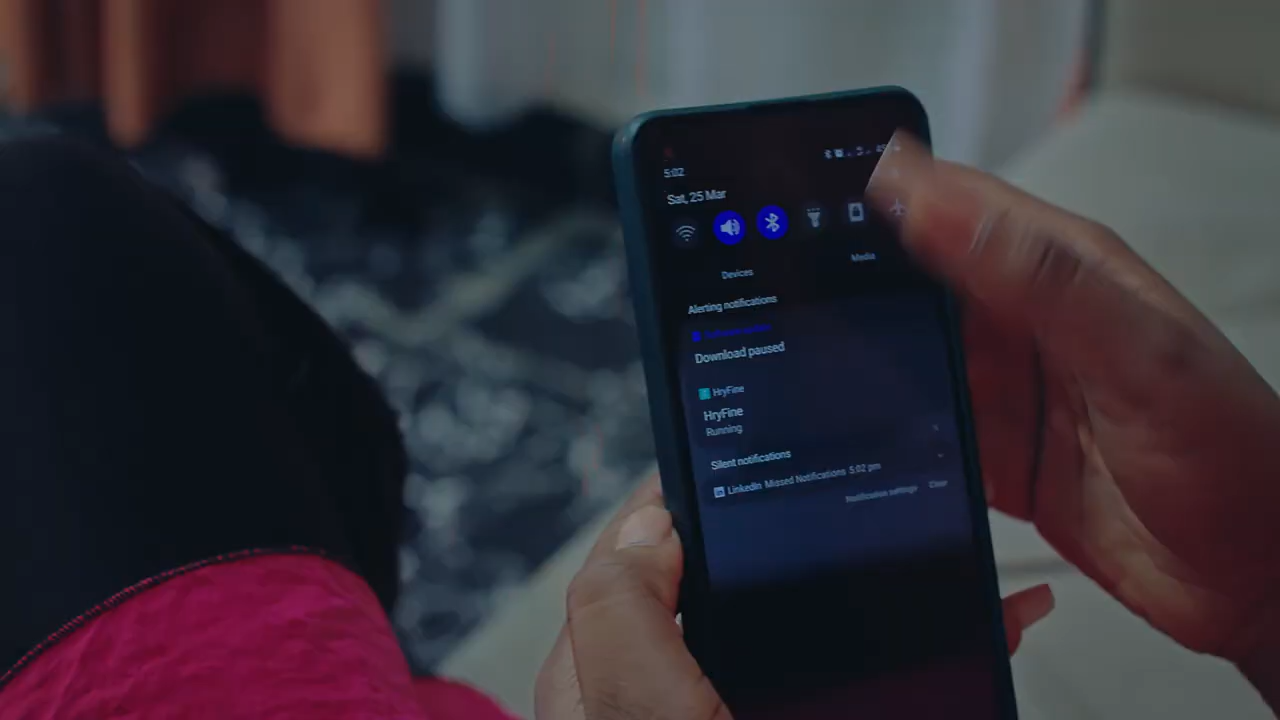 5:02
Sat, 25 Mar
Devices
Media
Alerting notifications
Download paused
HryFine
HryFine
Running
Silent notifications
LinkedIn Missed Notifications 5:02 pm
Notification settings
Clear